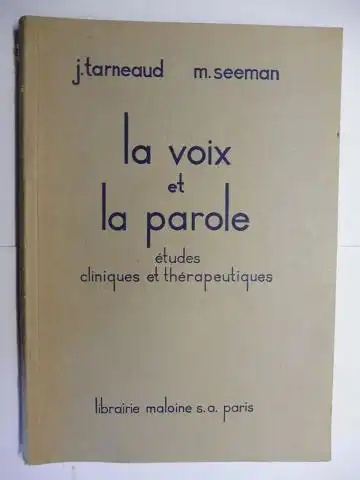 j. tarneaud m. seeman
la voix
et
la parole
études
cliniques et thérapeutiques
librairie maloine s.a. paris